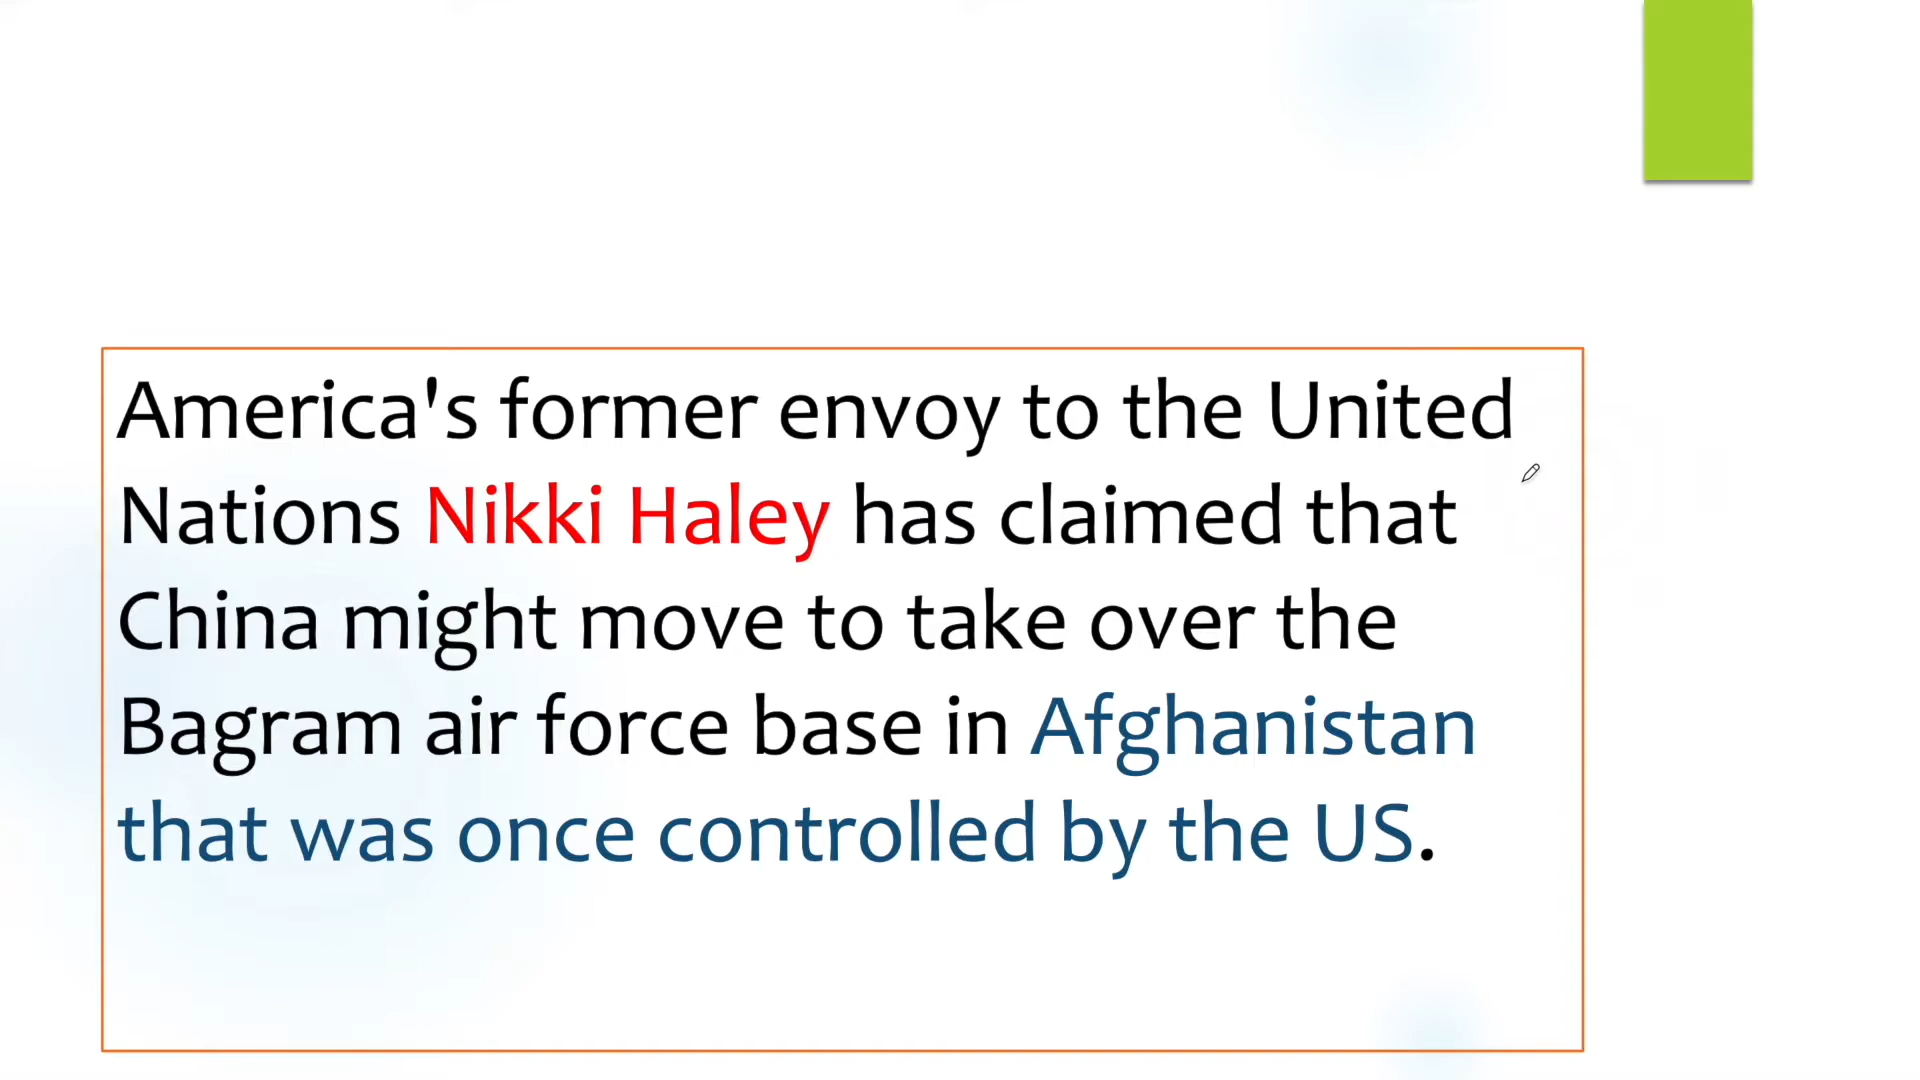 America's former envoy to the United
Nations Nikki Haley has claimed that
China might move to take over the
Bagram air force base in Afghanistan
that was once controlled by the US.